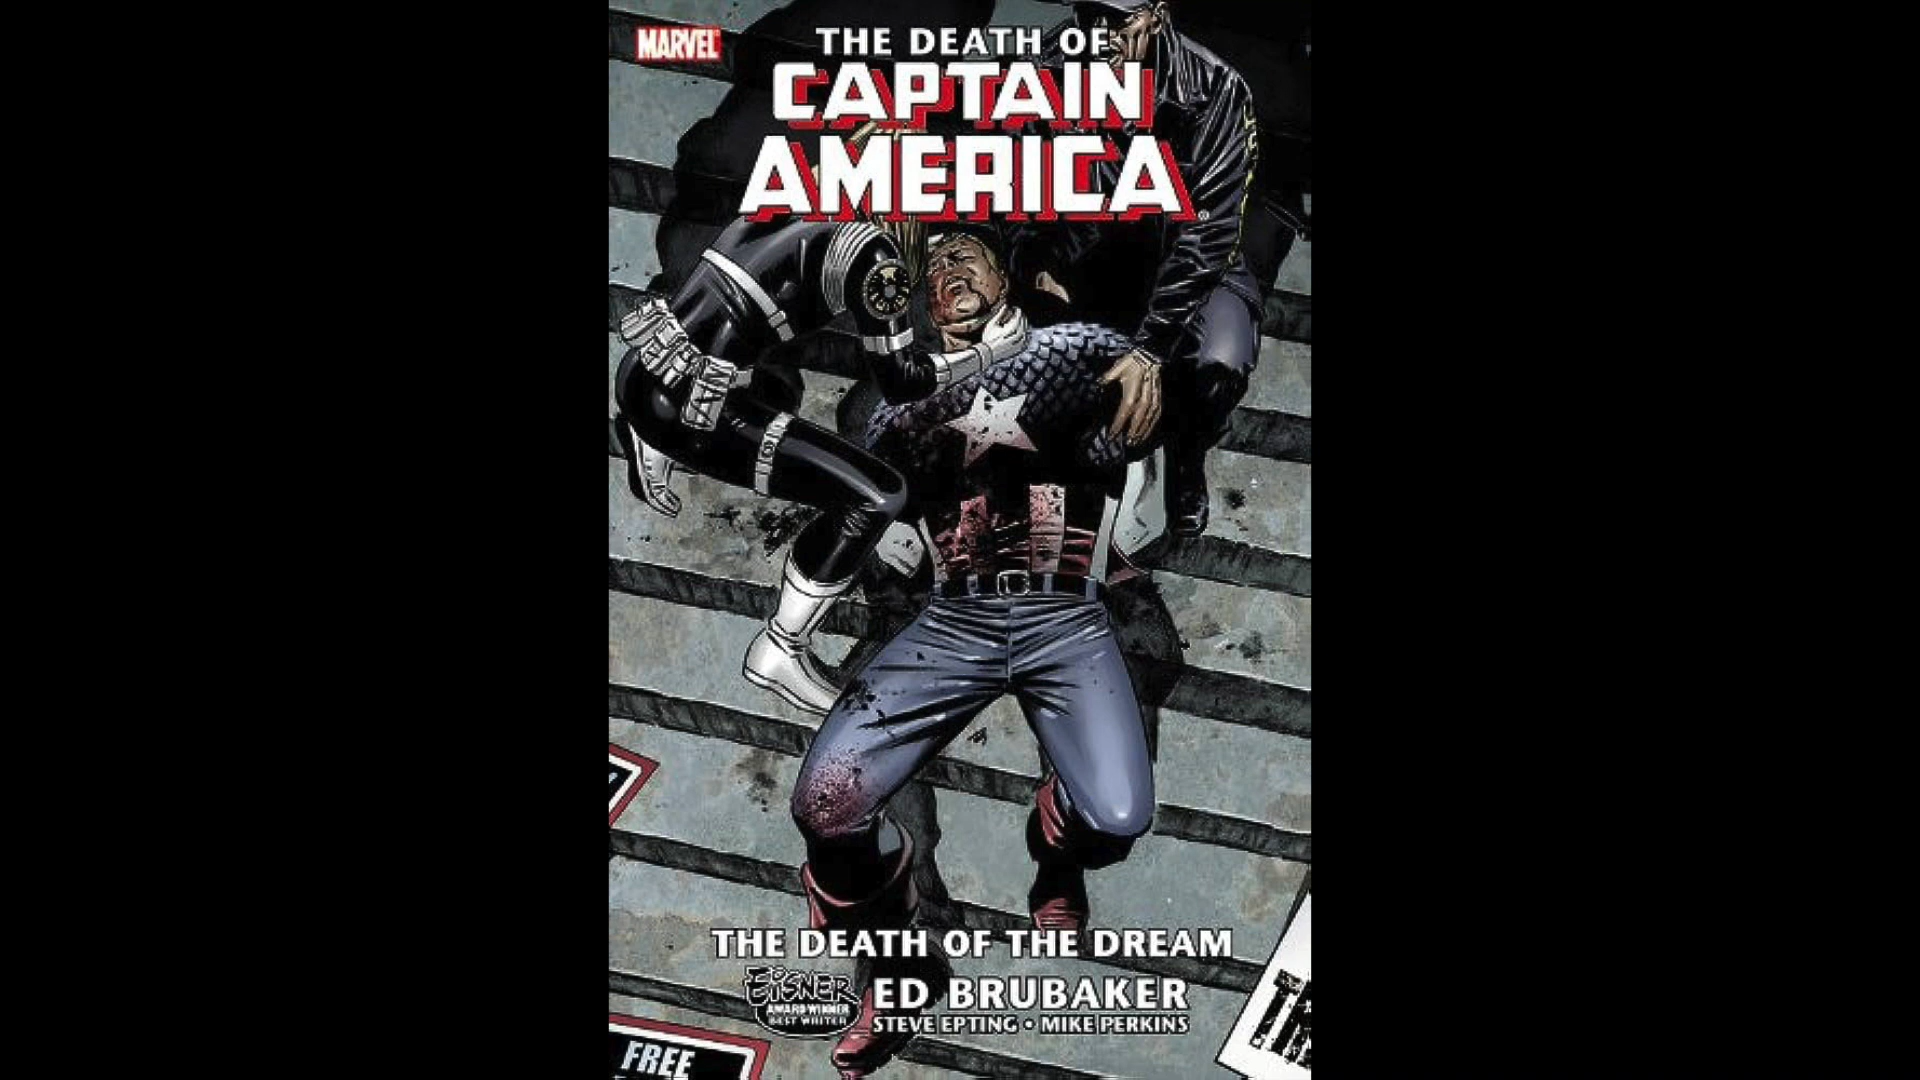 MARVEL
THE DEATH OF
CAPTAIN
AMERICA
THE DEATH OF THE DREAM
EISNER
AWARD WINNER
BEST WRITER
ED BRUBAKER
STEVE EPTING • MIKE PERKINS
FREE